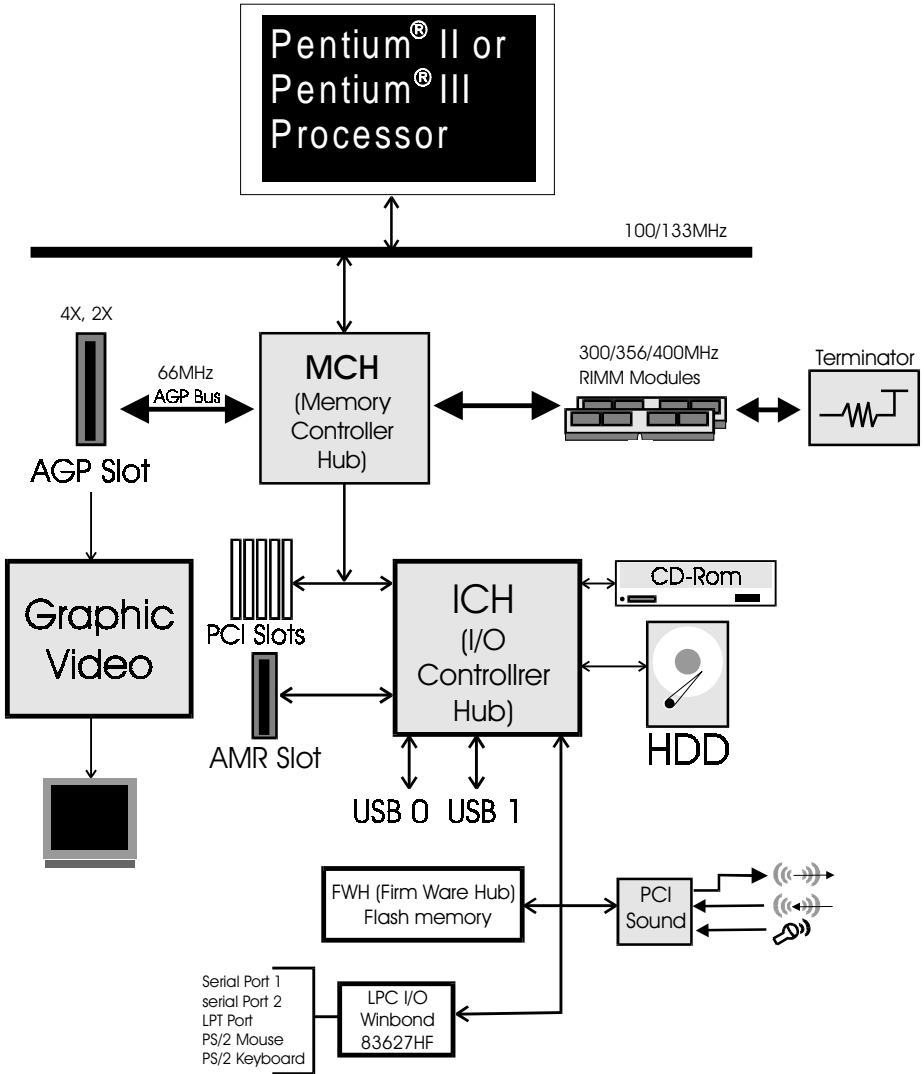 Pentium® II or
Pentium® III
Processor
100/133MHz
4X, 2X
66MHz
AGP Bus
AGP Slot
MCH
(Memory
Controller
Hub)
300/356/400MHz
RIMM Modules
Terminator
Graphic
Video
PCI Slots
AMR Slot
ICH
(I/O
Controllrer
Hub)
CD-Rom
HDD
USB 0
USB 1
FWH (Firm Ware Hub)
Flash memory
PCI
Sound
Serial Port 1
serial Port 2
LPT Port
PS/2 Mouse
PS/2 Keyboard
LPC I/O
Winbond
83627HF